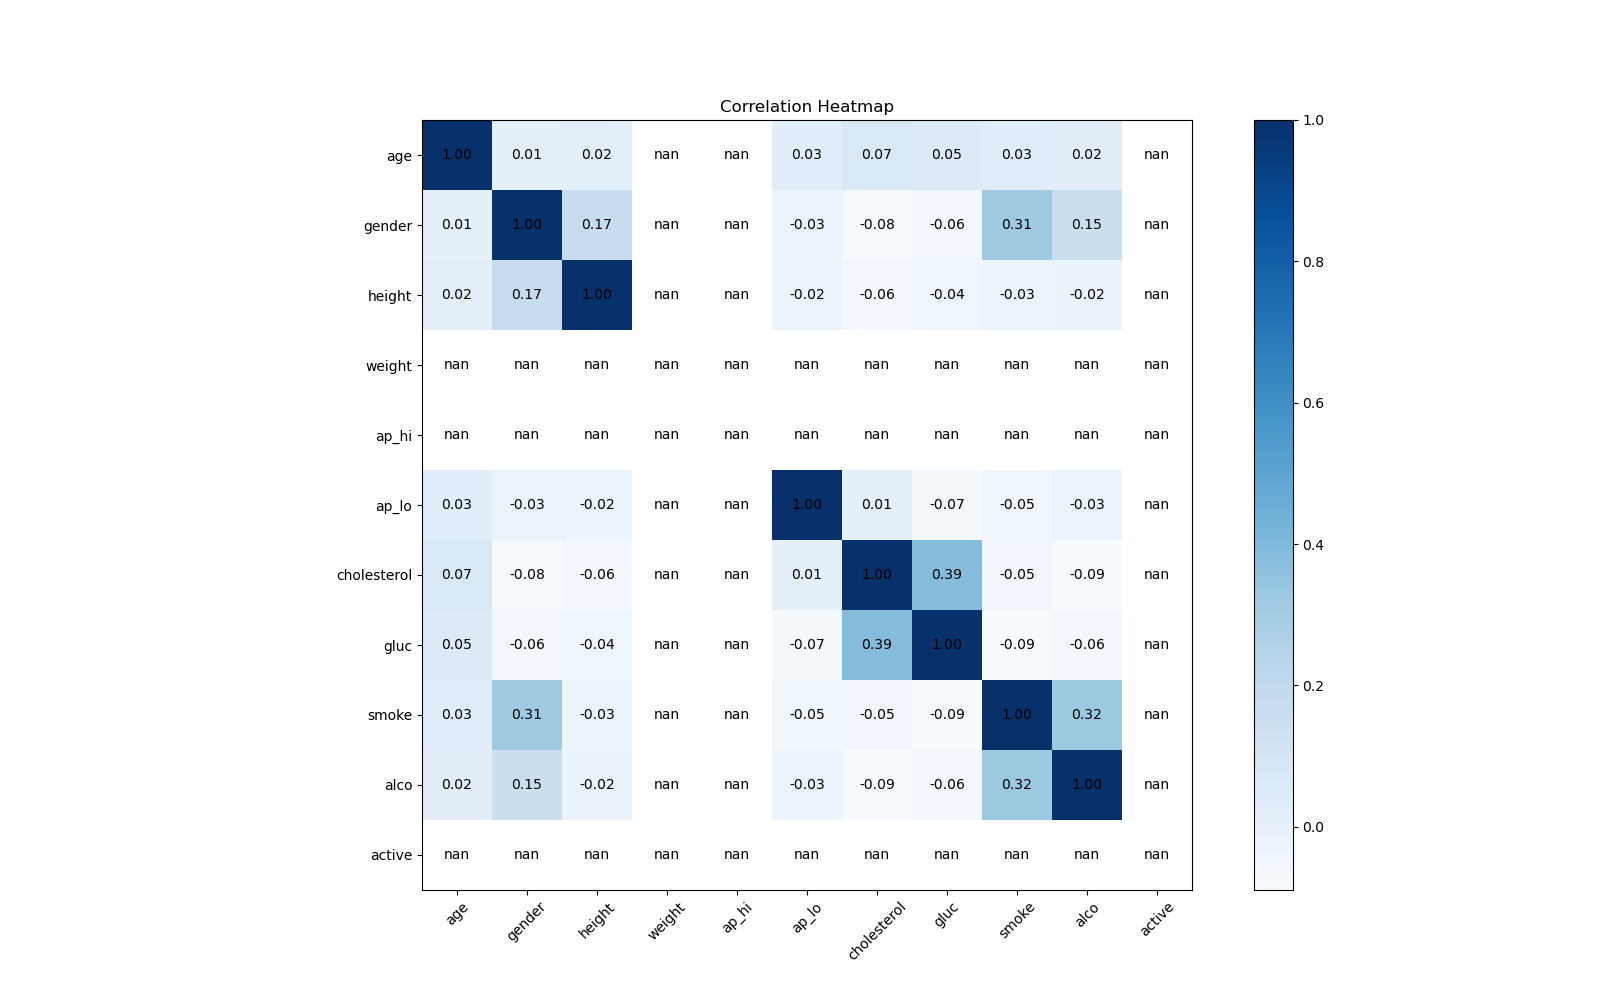 Correlation Heatmap
age 1.00 0.01 0.02 nan nan 0.03 0.07 0.05 0.03 0.02 nan
gender 0.01 1.00 0.17 nan nan -0.03 -0.08 -0.06 0.31 0.15 nan
height 0.02 0.17 1.00 nan nan -0.02 -0.06 -0.04 -0.03 -0.02 nan
weight nan nan nan nan nan nan nan nan nan nan nan
ap_hi nan nan nan nan nan nan nan nan nan nan nan
ap_lo 0.03 -0.03 -0.02 nan nan 1.00 0.01 -0.07 -0.05 -0.03 nan
cholesterol 0.07 -0.08 -0.06 nan nan 0.01 1.00 0.39 -0.05 -0.09 nan
gluc 0.05 -0.06 -0.04 nan nan -0.07 0.39 1.00 -0.09 -0.06 nan
smoke 0.03 0.31 -0.03 nan nan -0.05 -0.05 -0.09 1.00 0.32 nan
alco 0.02 0.15 -0.02 nan nan -0.03 -0.09 -0.06 0.32 1.00 nan
active nan nan nan nan nan nan nan nan nan nan nan
age gender height weight ap_hi ap_lo cholesterol gluc smoke alco active
1.0
0.8
0.6
0.4
0.2
0.0